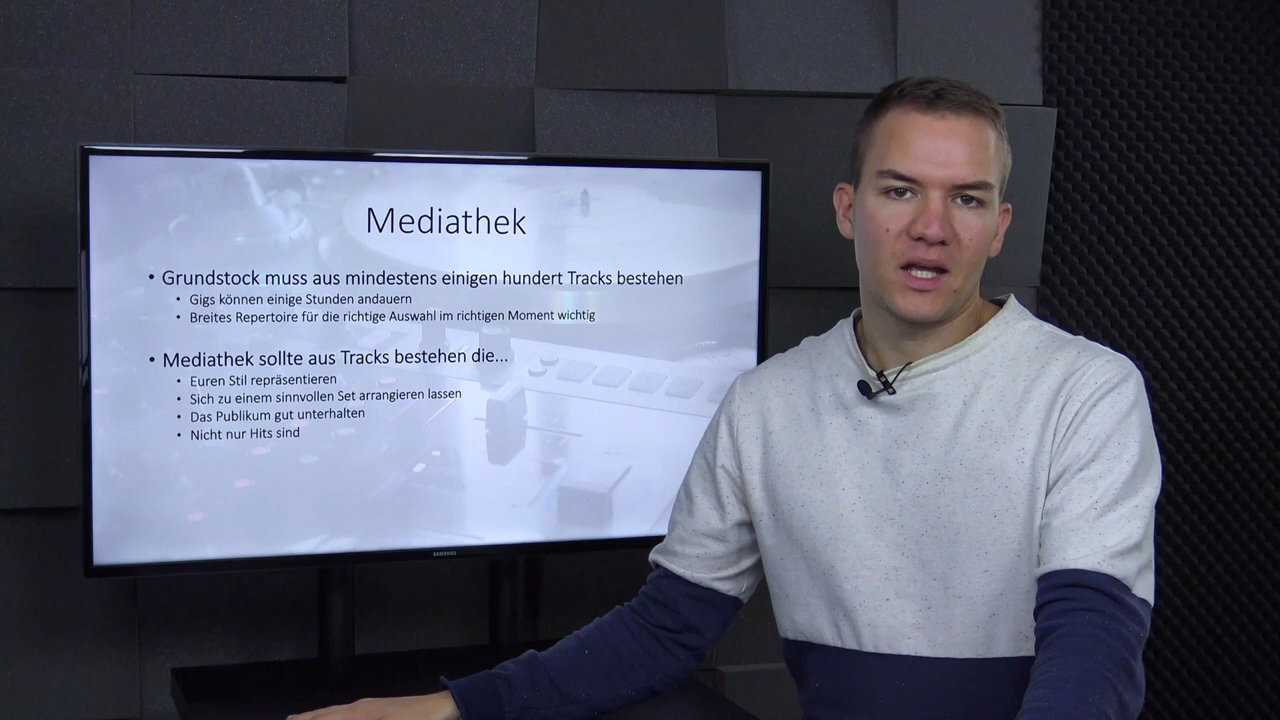 Mediathek
• Grundstock muss aus mindestens einigen hundert Tracks bestehen
• Gigs können einige Stunden andauern
• Breites Repertoire für die richtige Auswahl im richtigen Moment wichtig
• Mediathek sollte aus Tracks bestehen die...
• Euren Stil repräsentieren
• Sich zu einem sinnvollen Set arrangieren lassen
• Das Publikum gut unterhalten
• Nicht nur Hits sind
SAMSUNG